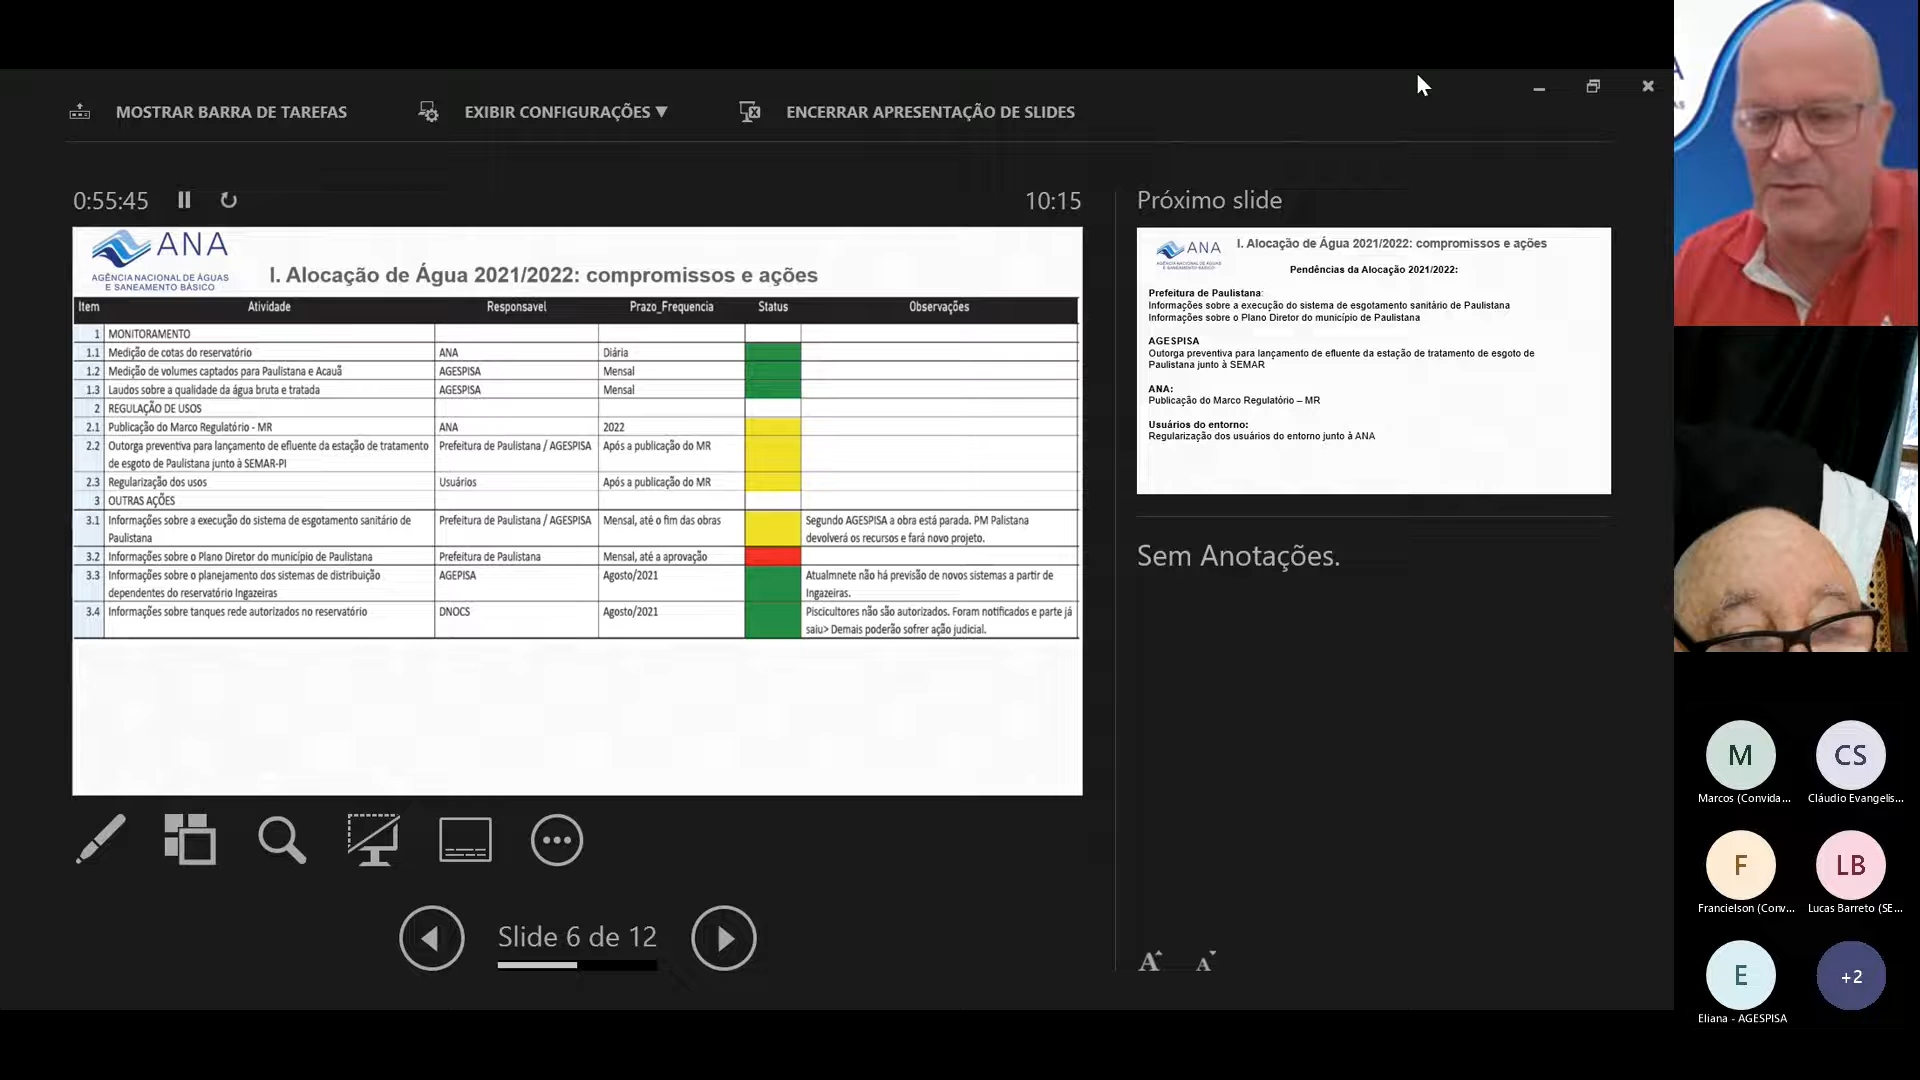 MOSTRAR BARRA DE TAREFAS
EXIBIR CONFIGURAÇÕES ▼
ENCERRAR APRESENTAÇÃO DE SLIDES
0:55:45
10:15
ANA
AGÊNCIA NACIONAL DE ÁGUAS
E SANEAMENTO BÁSICO
I. Alocação de Água 2021/2022: compromissos e ações
Item Atividade Responsavel Prazo_Frequencia Status Observações
1 MONITORAMENTO
1.1 Medição de cotas do reservatório ANA Diária
1.2 Medição de volumes captados para Paulistana e Acauã AGESPISA Mensal
1.3 Laudos sobre a qualidade da água bruta e tratada AGESPISA Mensal
2 REGULAÇÃO DE USOS
2.1 Publicação do Marco Regulatório - MR ANA 2022
2.2 Outorga preventiva para lançamento de efluente da estação de tratamento Prefeitura de Paulistana / AGESPISA Após a publicação do MR
de esgoto de Paulistana junto à SEMAR-PI
2.3 Regularização dos usos Usuários Após a publicação do MR
3 OUTRAS AÇÕES
3.1 Informações sobre a execução do sistema de esgotamento sanitário de Prefeitura de Paulistana / AGESPISA Mensal, até o fim das obras Segundo AGESPISA a obra está parada. PM Palistana
Paulistana devolverá os recursos e fará novo projeto.
3.2 Informações sobre o Plano Diretor do município de Paulistana Prefeitura de Paulistana Mensal, até a aprovação
3.3 Informações sobre o planejamento dos sistemas de distribuição AGEPISA Agosto/2021 Atualmnete não há previsão de novos sistemas a partir de
dependentes do reservatório Ingazeiras Ingazeiras.
3.4 Informações sobre tanques rede autorizados no reservatório DNOCS Agosto/2021 Piscicultores não são autorizados. Foram notificados e parte já
saiu> Demais poderão sofrer ação judicial.
Slide 6 de 12
Próximo slide
ANA
AGÊNCIA NACIONAL DE ÁGUAS
E SANEAMENTO BÁSICO
I. Alocação de Água 2021/2022: compromissos e ações
Pendências da Alocação 2021/2022:
Prefeitura de Paulistana:
Informações sobre a execução do sistema de esgotamento sanitário de Paulistana
Informações sobre o Plano Diretor do município de Paulistana
AGESPISA
Outorga preventiva para lançamento de efluente da estação de tratamento de esgoto de
Paulistana junto à SEMAR
ANA:
Publicação do Marco Regulatório – MR
Usuários do entorno:
Regularização dos usuários do entorno junto à ANA
Sem Anotações.
A A
M CS
Marcos (Convida... Cláudio Evangelis...
F LB
Francielson (Conv... Lucas Barreto (SE...
E +2
Eliana - AGESPISA